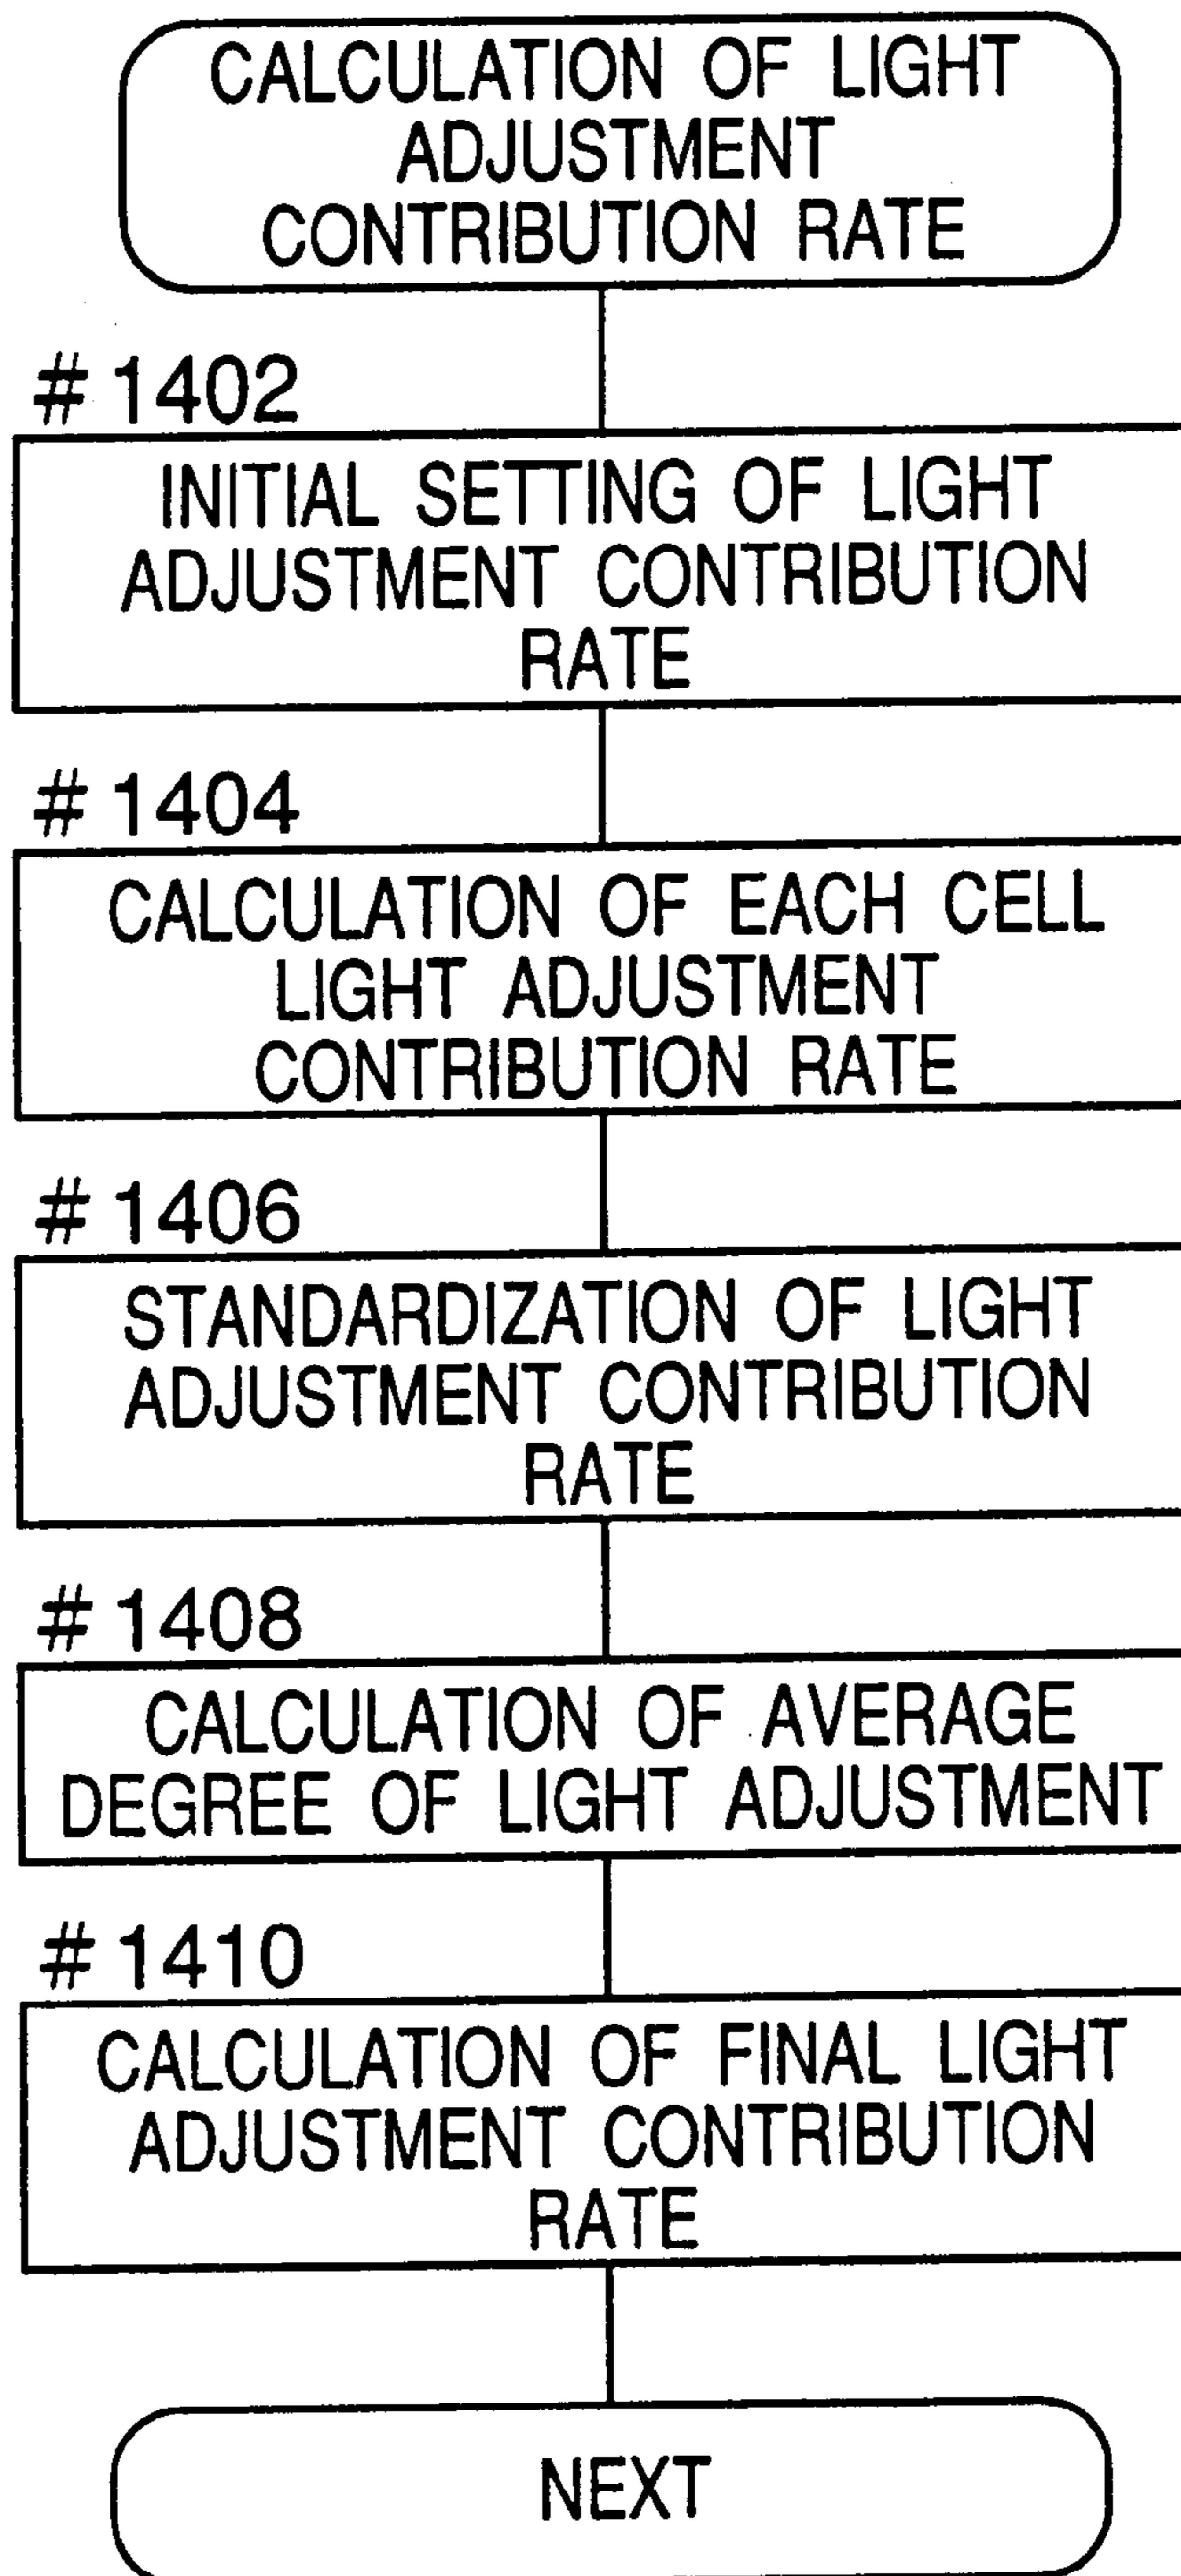 CALCULATION OF LIGHT
ADJUSTMENT
CONTRIBUTION RATE
# 1402
INITIAL SETTING OF LIGHT
ADJUSTMENT CONTRIBUTION
RATE
# 1404
CALCULATION OF EACH CELL
LIGHT ADJUSTMENT
CONTRIBUTION RATE
# 1406
STANDARDIZATION OF LIGHT
ADJUSTMENT CONTRIBUTION
RATE
# 1408
CALCULATION OF AVERAGE
DEGREE OF LIGHT ADJUSTMENT
# 1410
CALCULATION OF FINAL LIGHT
ADJUSTMENT CONTRIBUTION
RATE
NEXT